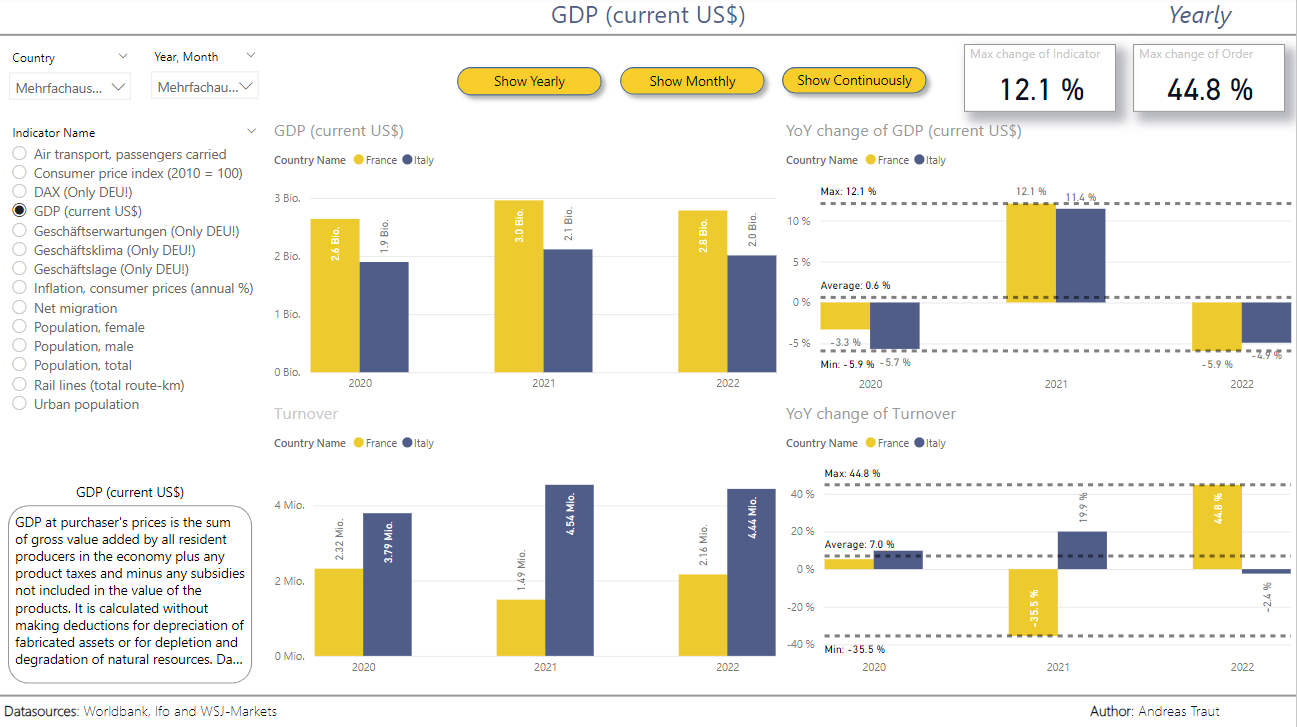 GDP (current US$)
Yearly
Country
Year, Month
Mehrfachaus...
Mehrfachau...
Show Yearly
Show Monthly
Show Continuously
Max change of Indicator
12.1 %
Max change of Order
44.8 %
Indicator Name
Air transport, passengers carried
Consumer price index (2010 = 100)
DAX (Only DEU!)
GDP (current US$)
Geschäftserwartungen (Only DEU!)
Geschäftsklima (Only DEU!)
Geschäftslage (Only DEU!)
Inflation, consumer prices (annual %)
Net migration
Population, female
Population, male
Population, total
Rail lines (total route-km)
Urban population
GDP (current US$)
GDP at purchaser's prices is the sum
of gross value added by all resident
producers in the economy plus any
product taxes and minus any subsidies
not included in the value of the
products. It is calculated without
making deductions for depreciation of
fabricated assets or for depletion and
degradation of natural resources. Da...
GDP (current US$)
Country Name France Italy
3 Bio.
2 Bio.
1 Bio.
0 Bio.
2.6 Bio.
1.9 Bio.
3.0 Bio.
2.1 Bio.
2.8 Bio.
2.0 Bio.
2020 2021 2022
YoY change of GDP (current US$)
Country Name France Italy
Max: 12.1 %
12.1 %
11.4 %
10 %
5 %
Average: 0.6 %
0 %
-5 %
-3.3 %
Min: -5.9 %
-5.7 %
-5.9 %
-4.9 %
2020 2021 2022
Turnover
Country Name France Italy
4 Mio.
2 Mio.
0 Mio.
2.32 Mio.
3.79 Mio.
1.49 Mio.
4.54 Mio.
2.16 Mio.
4.44 Mio.
2020 2021 2022
YoY change of Turnover
Country Name France Italy
Max: 44.8 %
40 %
20 %
Average: 7.0 %
0 %
-20 %
-40 %
-35.5 %
19.9 %
44.8 %
-2.4 %
Min: -35.5 %
2020 2021 2022
Datasources: Worldbank, Ifo and WSJ-Markets
Author: Andreas Traut